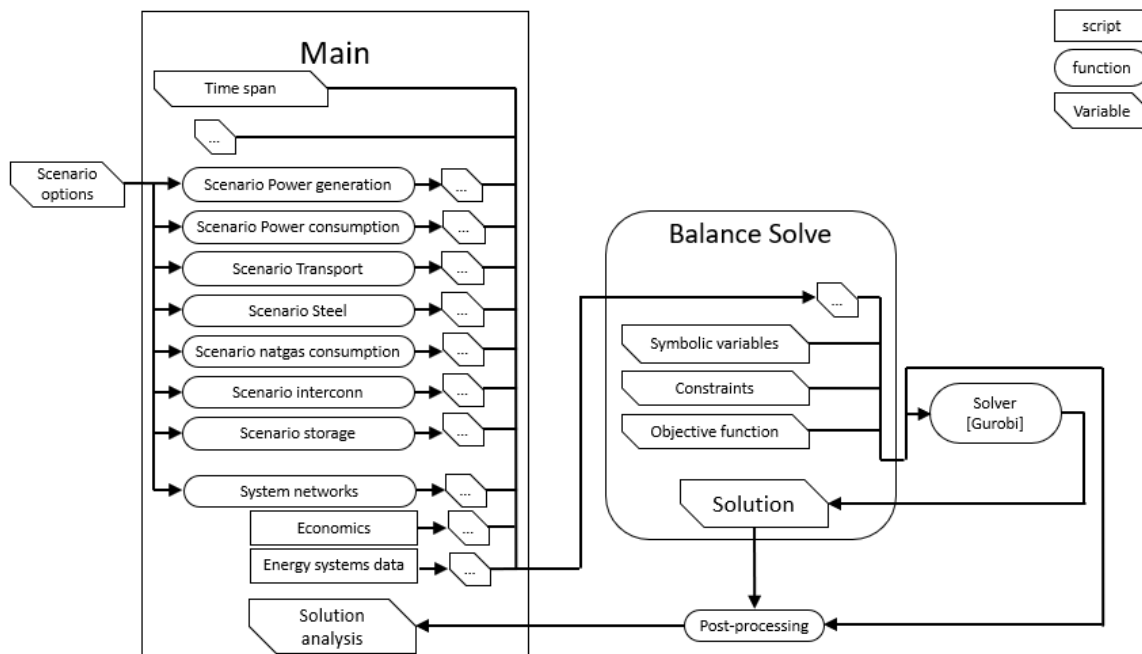 Main
Time span
...
Scenario
options
Scenario Power generation
...
Scenario Power consumption
...
Scenario Transport
...
Scenario Steel
...
Scenario natgas consumption
...
Scenario interconn
...
Scenario storage
...
System networks
...
Economics
...
Energy systems data
...
Solution
analysis
Balance Solve
...
Symbolic variables
Constraints
Objective function
Solution
Solver
[Gurobi]
Post-processing
script
function
Variable